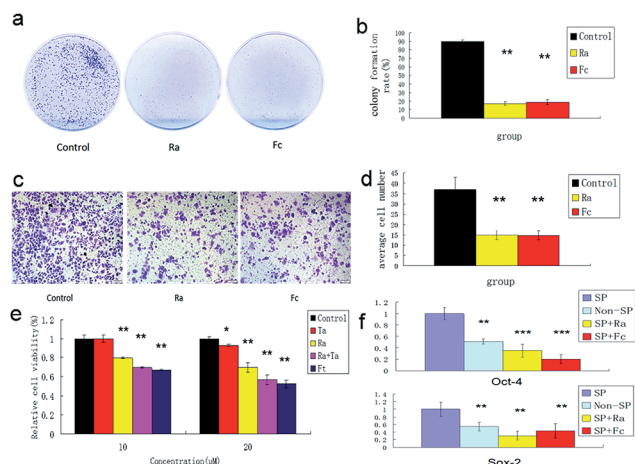 a
Control Ra Fc
b
colony formation
rate(%)
100
90
80
70
60
50
40
30
20
10
0
** **
group
Control
Ra
Fc
c
Control Ra Fc
d
average cell number
45
40
35
30
25
20
15
10
5
0
** **
group
Control
Ra
Fc
e
Relative cell viability(%)
1.2
1
0.8
0.6
0.4
0.2
0
** ** **
* ** ** **
10 20
Concentration(uM)
Control
Ta
Ra
Ra+Ta
Ft
f
1.2
1
0.8
0.6
0.4
0.2
0
** *** ***
Oct-4
SP
Non-SP
SP+Ra
SP+Fc
1.2
1
0.8
0.6
0.4
0.2
0
** ** **
Sox-2
SP
Non-SP
SP+Ra
SP+Fc